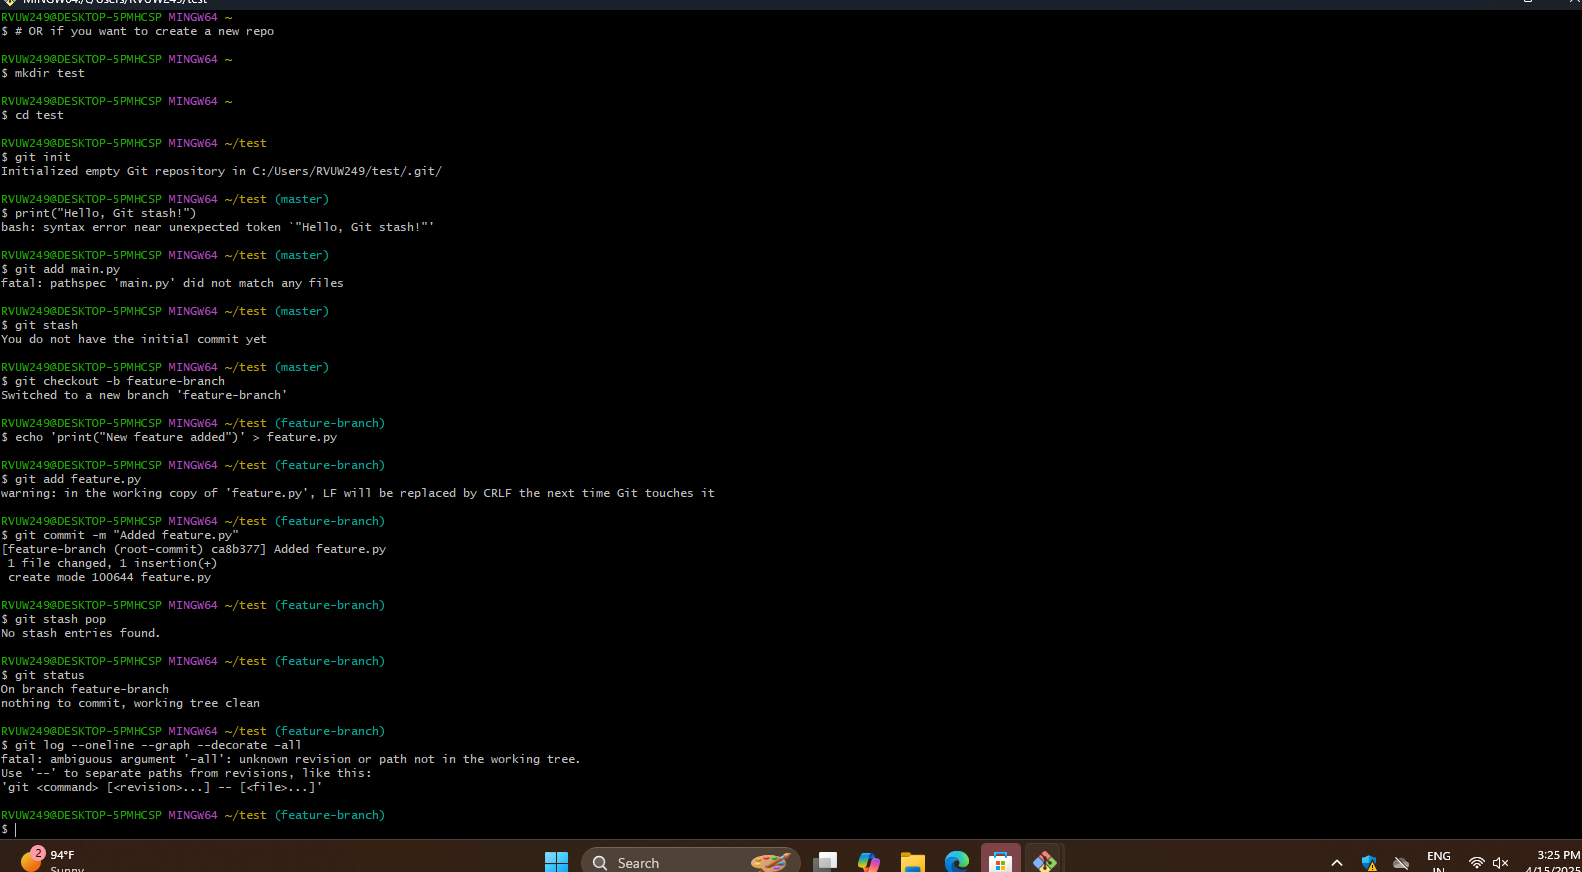 MINGW64:/c/Users/RVUW249/test
RVUW249@DESKTOP-5PMHCSP MINGW64 ~
$ # OR if you want to create a new repo
RVUW249@DESKTOP-5PMHCSP MINGW64 ~
$ mkdir test
RVUW249@DESKTOP-5PMHCSP MINGW64 ~
$ cd test
RVUW249@DESKTOP-5PMHCSP MINGW64 ~/test
$ git init
Initialized empty Git repository in C:/Users/RVUW249/test/.git/
RVUW249@DESKTOP-5PMHCSP MINGW64 ~/test (master)
$ print("Hello, Git stash!")
bash: syntax error near unexpected token `"Hello, Git stash!"'
RVUW249@DESKTOP-5PMHCSP MINGW64 ~/test (master)
$ git add main.py
fatal: pathspec 'main.py' did not match any files
RVUW249@DESKTOP-5PMHCSP MINGW64 ~/test (master)
$ git stash
You do not have the initial commit yet
RVUW249@DESKTOP-5PMHCSP MINGW64 ~/test (master)
$ git checkout -b feature-branch
Switched to a new branch 'feature-branch'
RVUW249@DESKTOP-5PMHCSP MINGW64 ~/test (feature-branch)
$ echo 'print("New feature added")' > feature.py
RVUW249@DESKTOP-5PMHCSP MINGW64 ~/test (feature-branch)
$ git add feature.py
warning: in the working copy of 'feature.py', LF will be replaced by CRLF the next time Git touches it
RVUW249@DESKTOP-5PMHCSP MINGW64 ~/test (feature-branch)
$ git commit -m "Added feature.py"
[feature-branch (root-commit) ca8b377] Added feature.py
1 file changed, 1 insertion(+)
create mode 100644 feature.py
RVUW249@DESKTOP-5PMHCSP MINGW64 ~/test (feature-branch)
$ git stash pop
No stash entries found.
RVUW249@DESKTOP-5PMHCSP MINGW64 ~/test (feature-branch)
$ git status
On branch feature-branch
nothing to commit, working tree clean
RVUW249@DESKTOP-5PMHCSP MINGW64 ~/test (feature-branch)
$ git log --oneline --graph --decorate -all
fatal: ambiguous argument '-all': unknown revision or path not in the working tree.
Use '--' to separate paths from revisions, like this:
'git <command> [<revision>...] -- [<file>...]'
RVUW249@DESKTOP-5PMHCSP MINGW64 ~/test (feature-branch)
$
2
94°F
Sunny
Search
ENG
IN
3:25 PM
4/15/2025